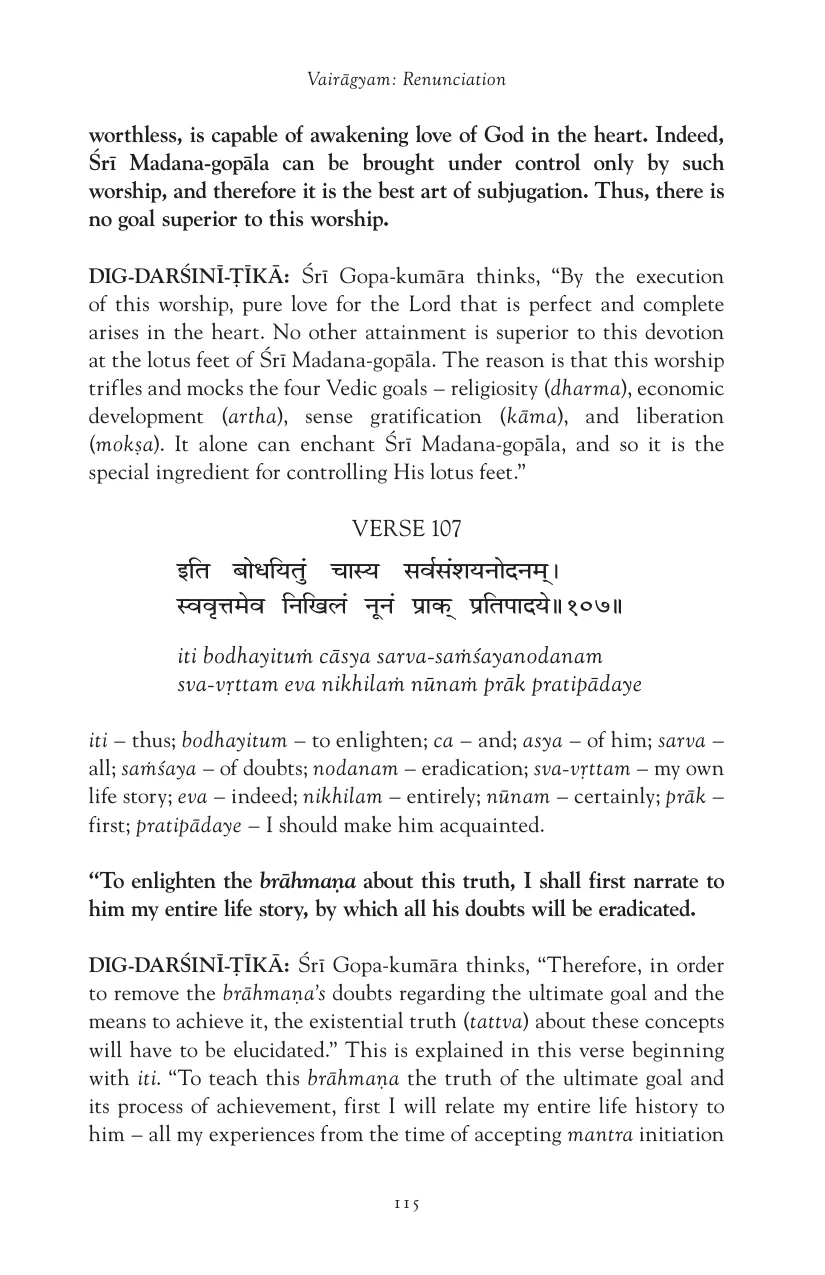 Vairāgyam: Renunciation
worthless, is capable of awakening love of God in the heart. Indeed,
Śrī Madana-gopāla can be brought under control only by such
worship, and therefore it is the best art of subjugation. Thus, there is
no goal superior to this worship.
DIG-DARŚINĪ-ṬĪKĀ: Śrī Gopa-kumāra thinks, “By the execution
of this worship, pure love for the Lord that is perfect and complete
arises in the heart. No other attainment is superior to this devotion
at the lotus feet of Śrī Madana-gopāla. The reason is that this worship
trifles and mocks the four Vedic goals – religiosity (dharma), economic
development (artha), sense gratification (kāma), and liberation
(mokṣa). It alone can enchant Śrī Madana-gopāla, and so it is the
special ingredient for controlling His lotus feet.”
VERSE 107
इति बोधयितुं चास्य सर्वसंशयनोदनम्।
स्ववृत्तमेव निखिलं नूनं प्राक् प्रतिपादये॥१०७॥
iti bodhayituṁ cāsya sarva-saṁśayanodanam
sva-vṛttam eva nikhilaṁ nūnaṁ prāk pratipādaye
iti – thus; bodhayitum – to enlighten; ca – and; asya – of him; sarva –
all; saṁśaya – of doubts; nodanam – eradication; sva-vṛttam – my own
life story; eva – indeed; nikhilam – entirely; nūnam – certainly; prāk –
first; pratipādaye – I should make him acquainted.
“To enlighten the brāhmaṇa about this truth, I shall first narrate to
him my entire life story, by which all his doubts will be eradicated.
DIG-DARŚINĪ-ṬĪKĀ: Śrī Gopa-kumāra thinks, “Therefore, in order
to remove the brāhmaṇa’s doubts regarding the ultimate goal and the
means to achieve it, the existential truth (tattva) about these concepts
will have to be elucidated.” This is explained in this verse beginning
with iti. “To teach this brāhmaṇa the truth of the ultimate goal and
its process of achievement, first I will relate my entire life history to
him – all my experiences from the time of accepting mantra initiation
115